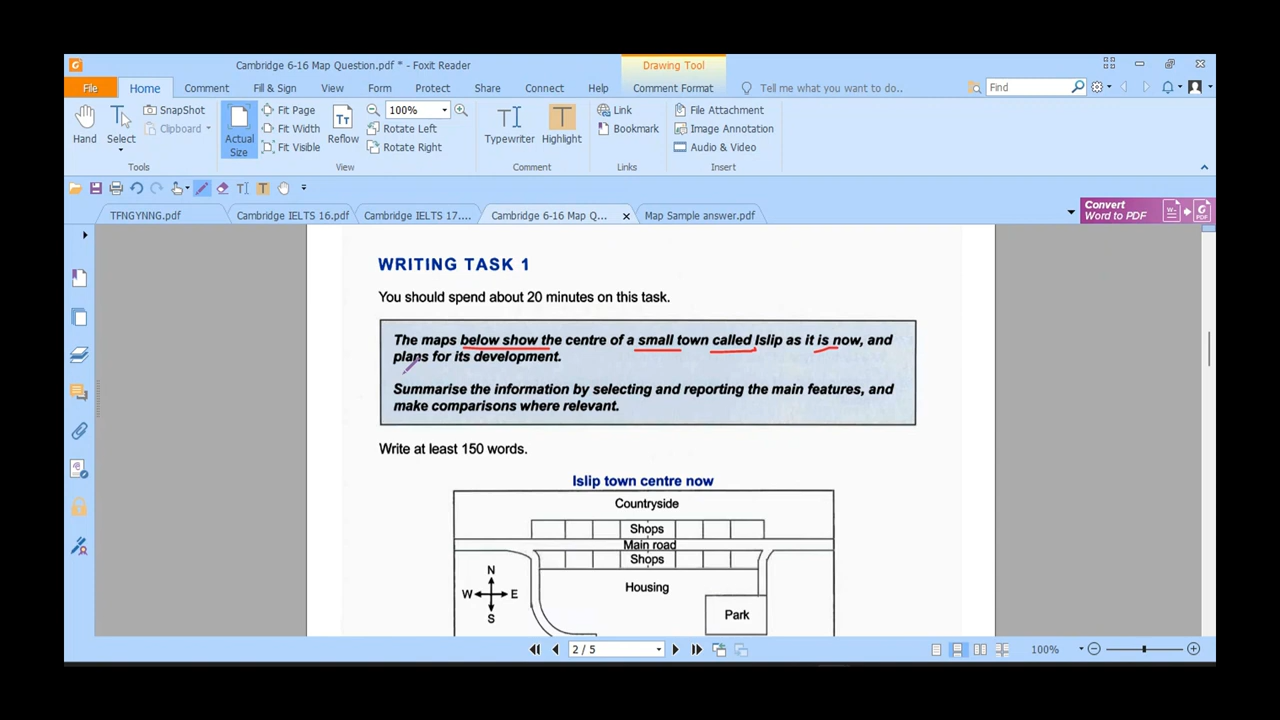 Cambridge 6-16 Map Question.pdf * - Foxit Reader
Drawing Tool
File
Home
Comment
Fill & Sign
View
Form
Protect
Share
Connect
Help
Comment Format
Tell me what you want to do..
Find
Hand
Select
SnapShot
Clipboard
Actual
Size
Fit Page
Fit Width
Fit Visible
Reflow
100%
Rotate Left
Rotate Right
Typewriter
Highlight
Link
Bookmark
File Attachment
Image Annotation
Audio & Video
Tools
View
Comment
Links
Insert
TFNGYNNG.pdf
Cambridge IELTS 16.pdf
Cambridge IELTS 17....
Cambridge 6-16 Map Q...
Map Sample answer.pdf
Convert
Word to PDF
WRITING TASK 1
You should spend about 20 minutes on this task.
The maps below show the centre of a small town called Islip as it is now, and
plans for its development.
Summarise the information by selecting and reporting the main features, and
make comparisons where relevant.
Write at least 150 words.
Islip town centre now
Countryside
Shops
Main road
Shops
N
W E
S
Housing
Park
2 / 5
100%